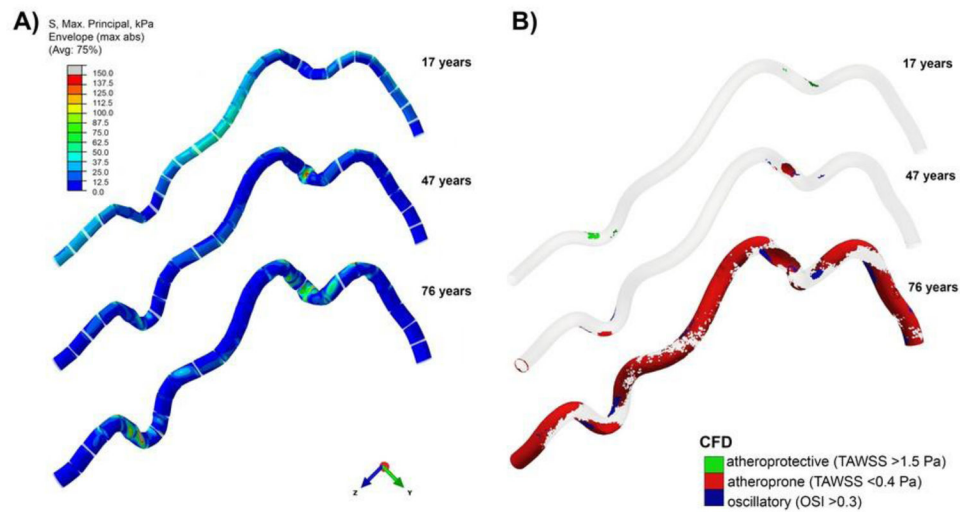 A)
S, Max. Principal, kPa
Envelope (max abs)
(Avg: 75%)
150.0
137.5
125.0
112.5
100.0
87.5
75.0
62.5
50.0
37.5
25.0
12.5
0.0
17 years
47 years
76 years
Z
Y
B)
17 years
47 years
76 years
CFD
atheroprotective (TAWSS >1.5 Pa)
atheroprone (TAWSS <0.4 Pa)
oscillatory (OSI >0.3)